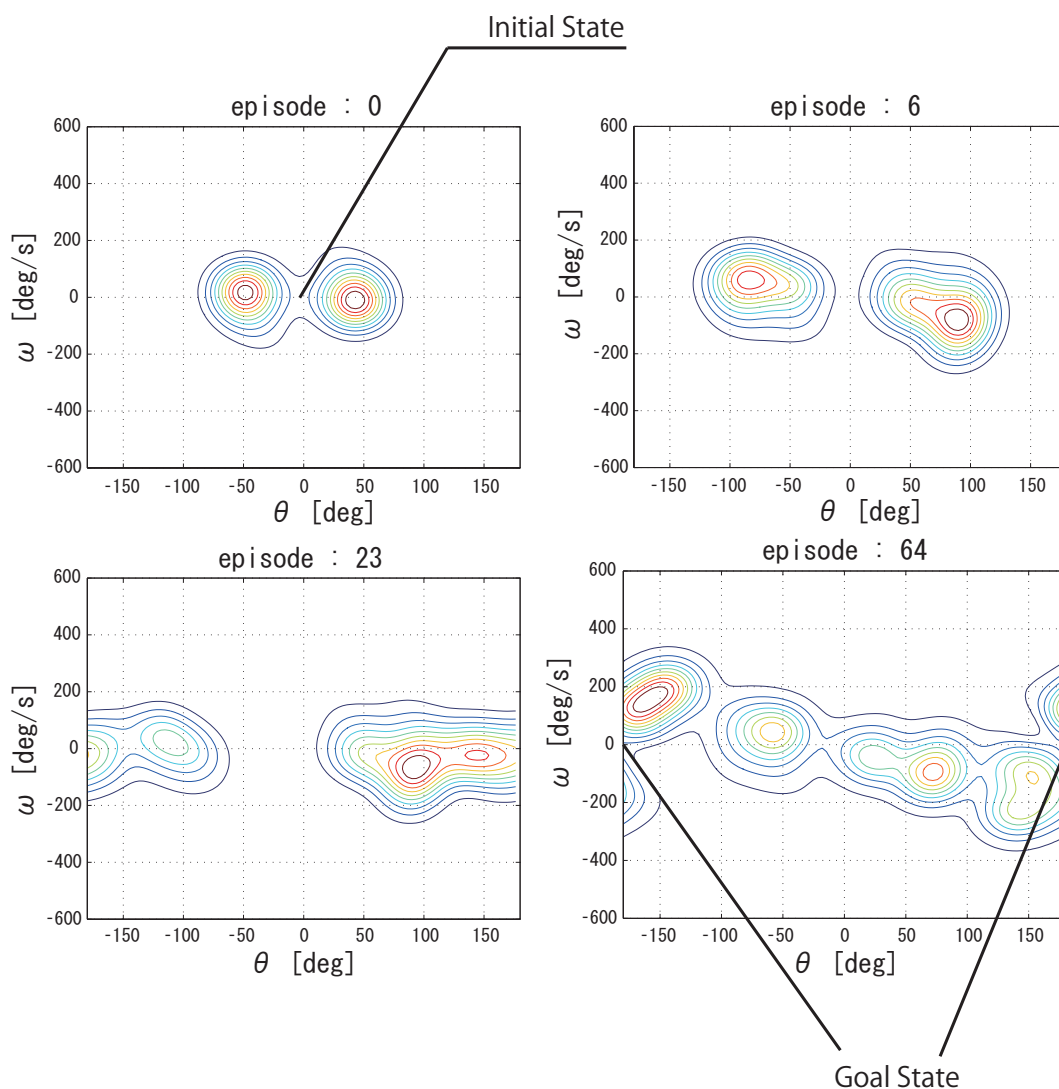 Initial State
episode : 0
600
400
200
0
-200
-400
-600
ω [deg/s]
-150 -100 -50 0 50 100 150
θ [deg]
episode : 6
600
400
200
0
-200
-400
-600
ω [deg/s]
-150 -100 -50 0 50 100 150
θ [deg]
episode : 23
600
400
200
0
-200
-400
-600
ω [deg/s]
-150 -100 -50 0 50 100 150
θ [deg]
episode : 64
600
400
200
0
-200
-400
-600
ω [deg/s]
-150 -100 -50 0 50 100 150
θ [deg]
Goal State